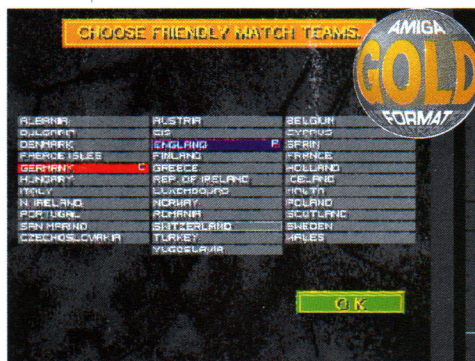 CHOOSE FRIENDLY MATCH TEAMS.
AMIGA
GOLD
FORMAT
ALBANIA AUSTRIA BELGIUM
BULGARIA CIS CYPRUS
DENMARK ENGLAND P SPAIN
FAEROE ISLES FINLAND FRANCE
GERMANY C GREECE HOLLAND
HUNGARY REP. OF IRELAND ICELAND
ITALY LUXEMBOURG MALTA
N. IRELAND NORWAY POLAND
PORTUGAL ROMANIA SCOTLAND
SAN MARINO SWITZERLAND SWEDEN
CZECHOSLOVAKIA TURKEY WALES
YUGOSLAVIA
OK